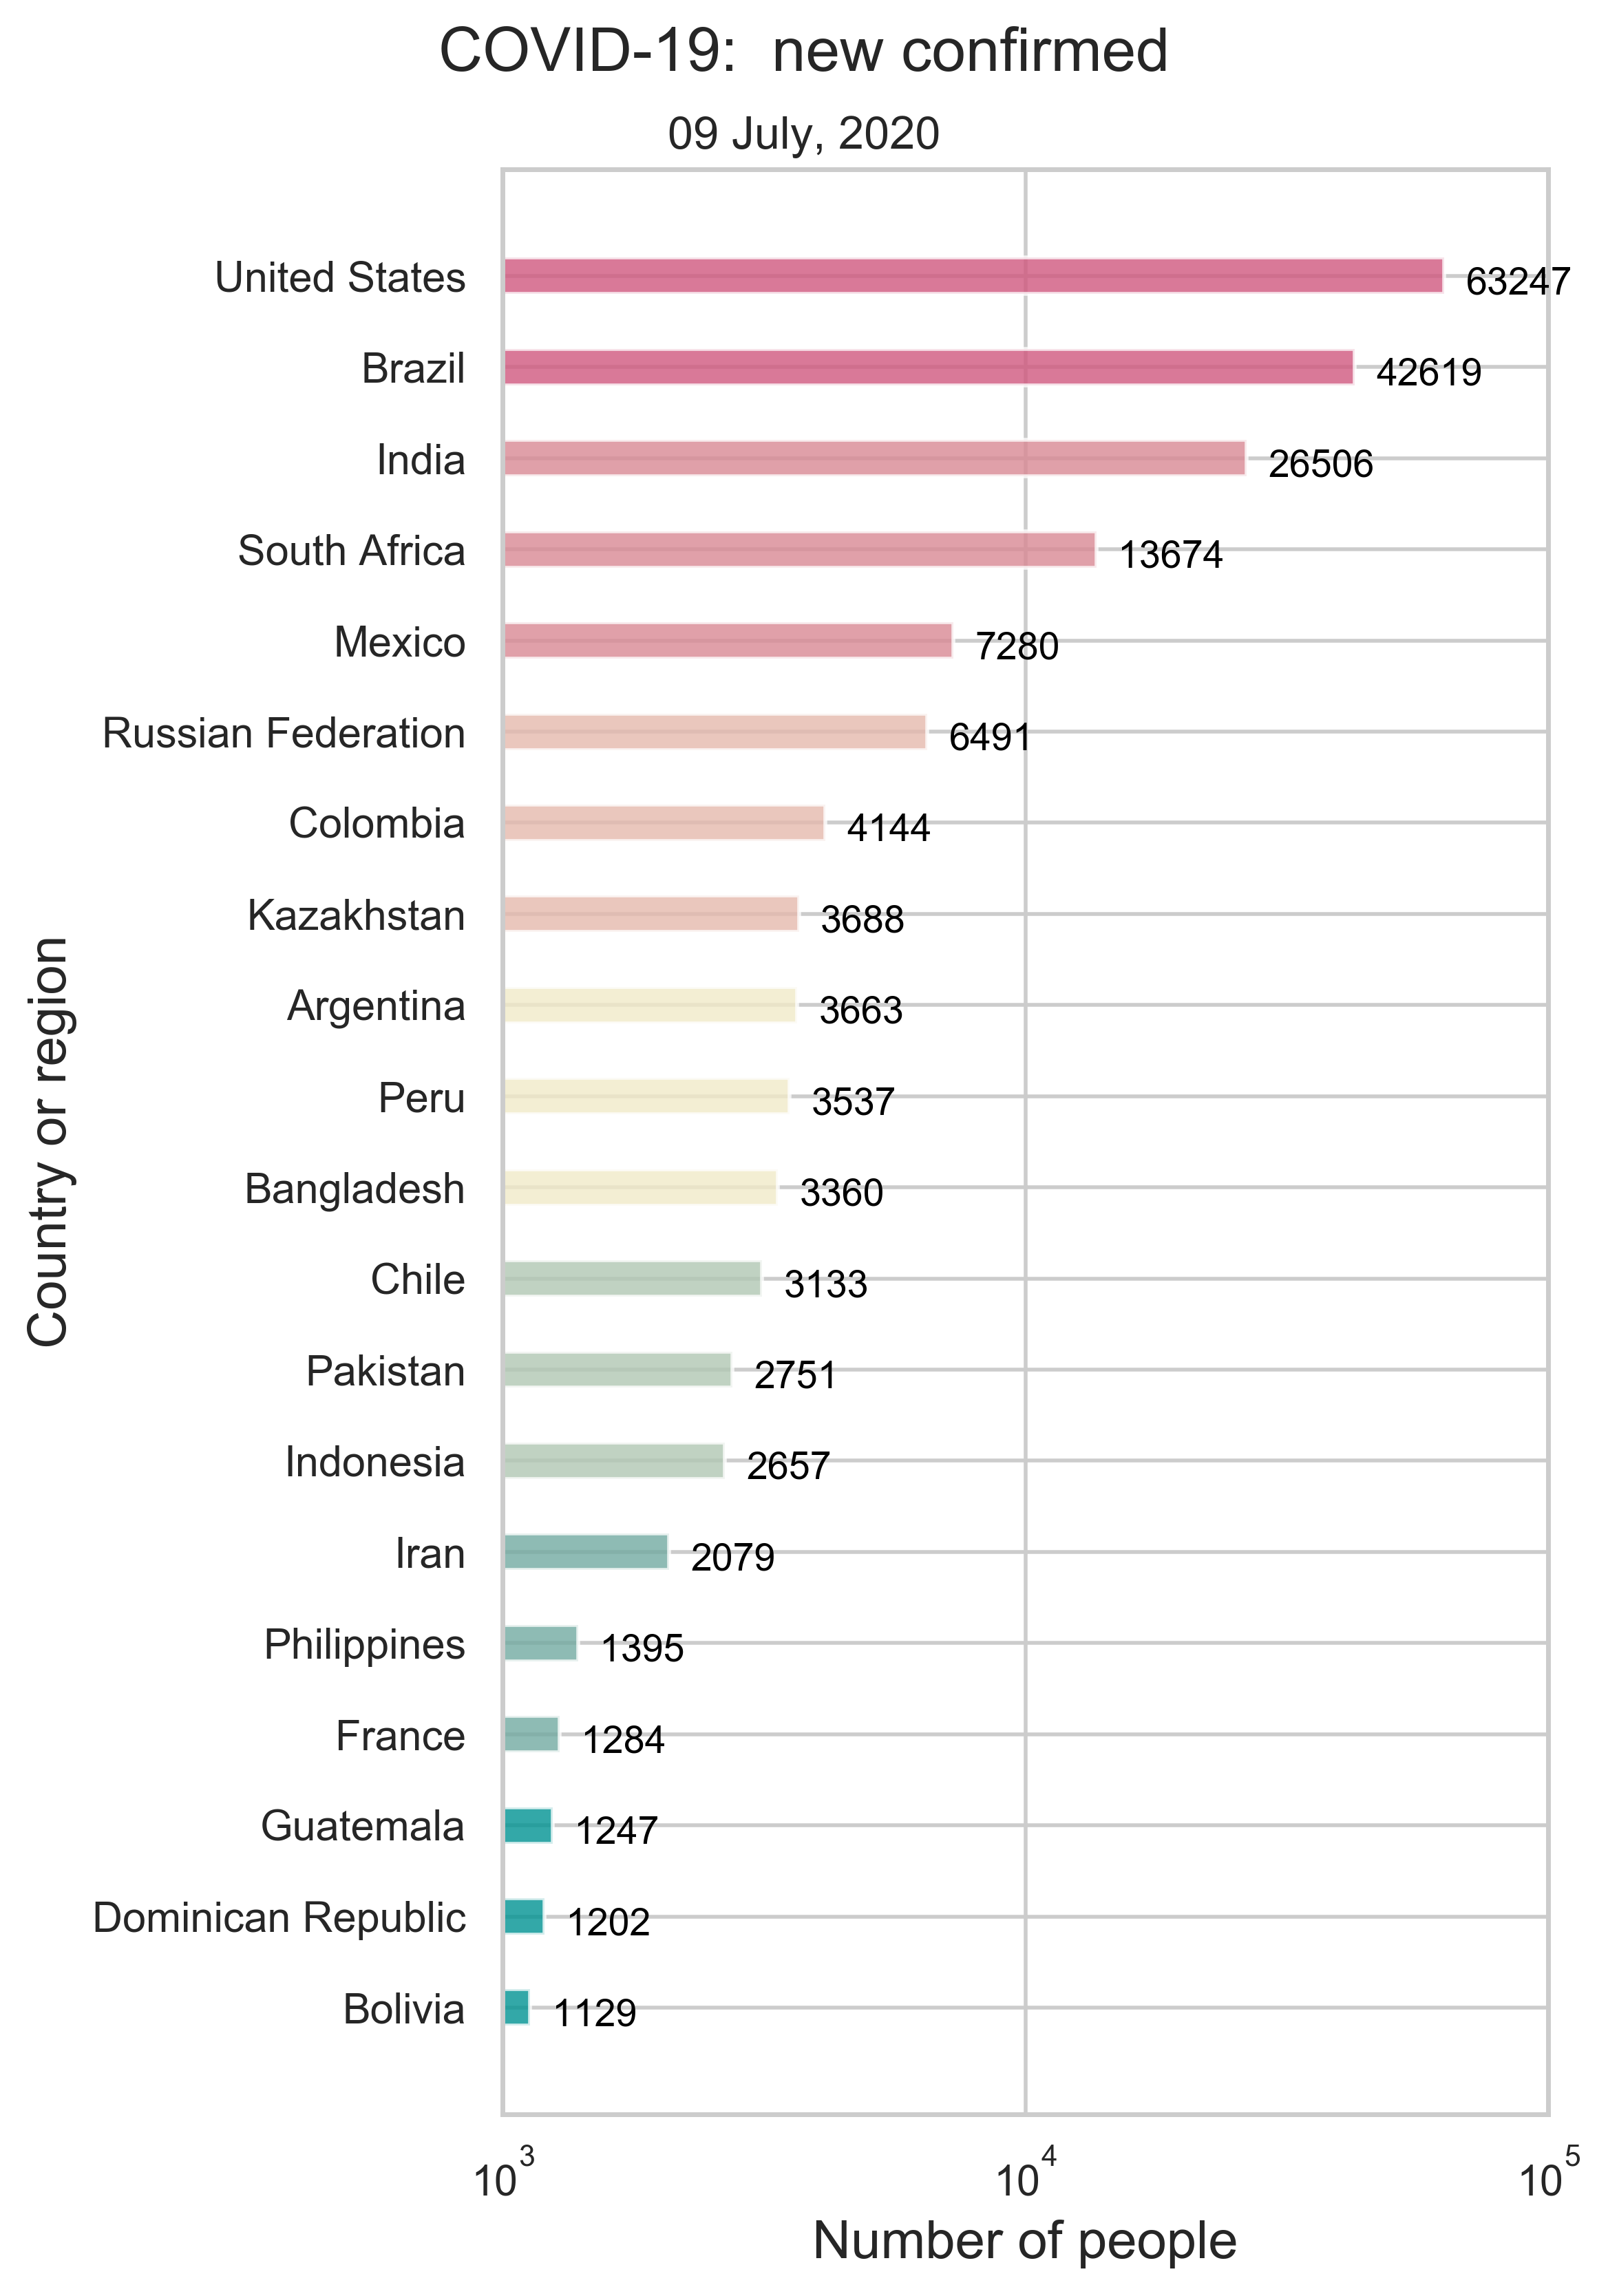 COVID-19:  new confirmed
09 July, 2020
United States 63247
Brazil 42619
India 26506
South Africa 13674
Mexico 7280
Russian Federation 6491
Colombia 4144
Kazakhstan 3688
Argentina 3663
Peru 3537
Bangladesh 3360
Chile 3133
Pakistan 2751
Indonesia 2657
Iran 2079
Philippines 1395
France 1284
Guatemala 1247
Dominican Republic 1202
Bolivia 1129
Country or region
10³ 10⁴ 10⁵
Number of people